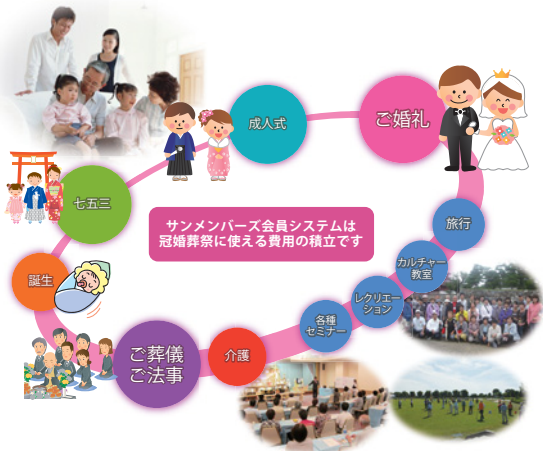 成人式
ご婚礼
七五三
サンメンバーズ会員システムは
冠婚葬祭に使える費用の積立です
旅行
カルチャー
教室
誕生
レクリエー
ション
各種
セミナー
ご葬儀
ご法事
介護